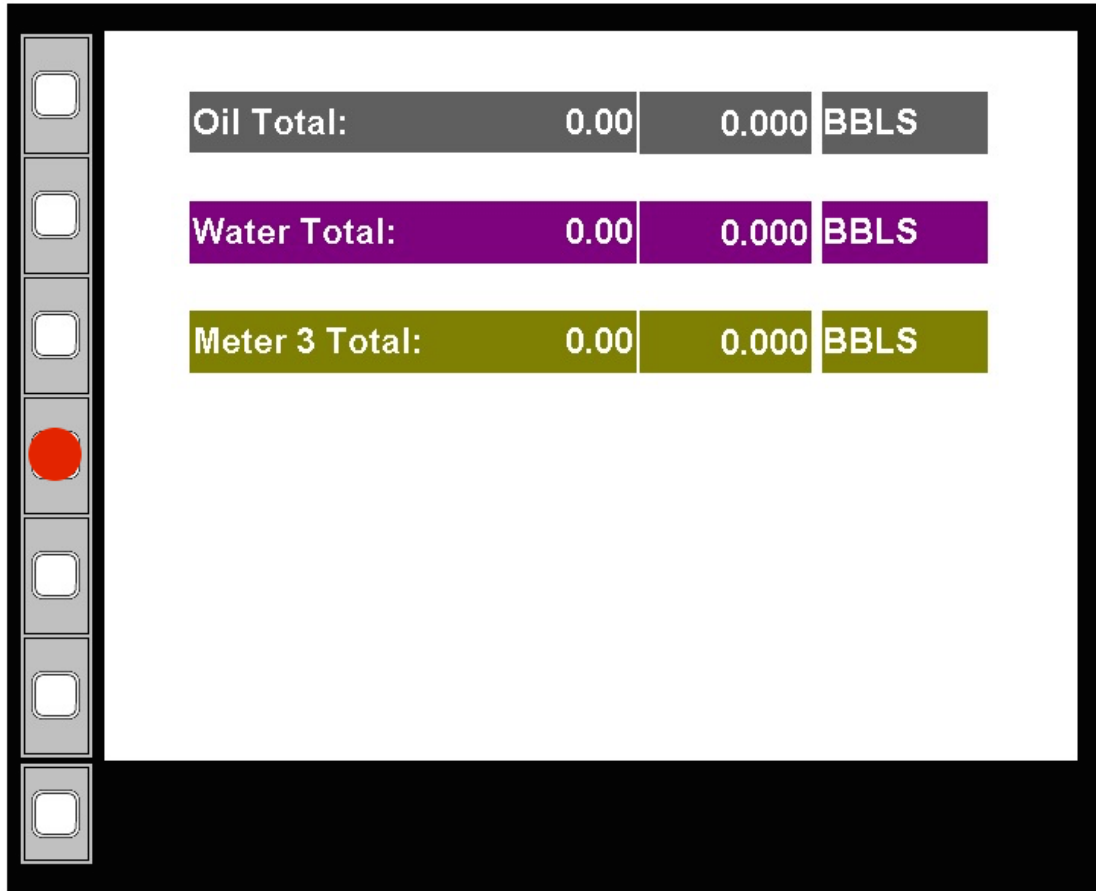 Oil Total: 0.00 0.000 BBLS
Water Total: 0.00 0.000 BBLS
Meter 3 Total: 0.00 0.000 BBLS